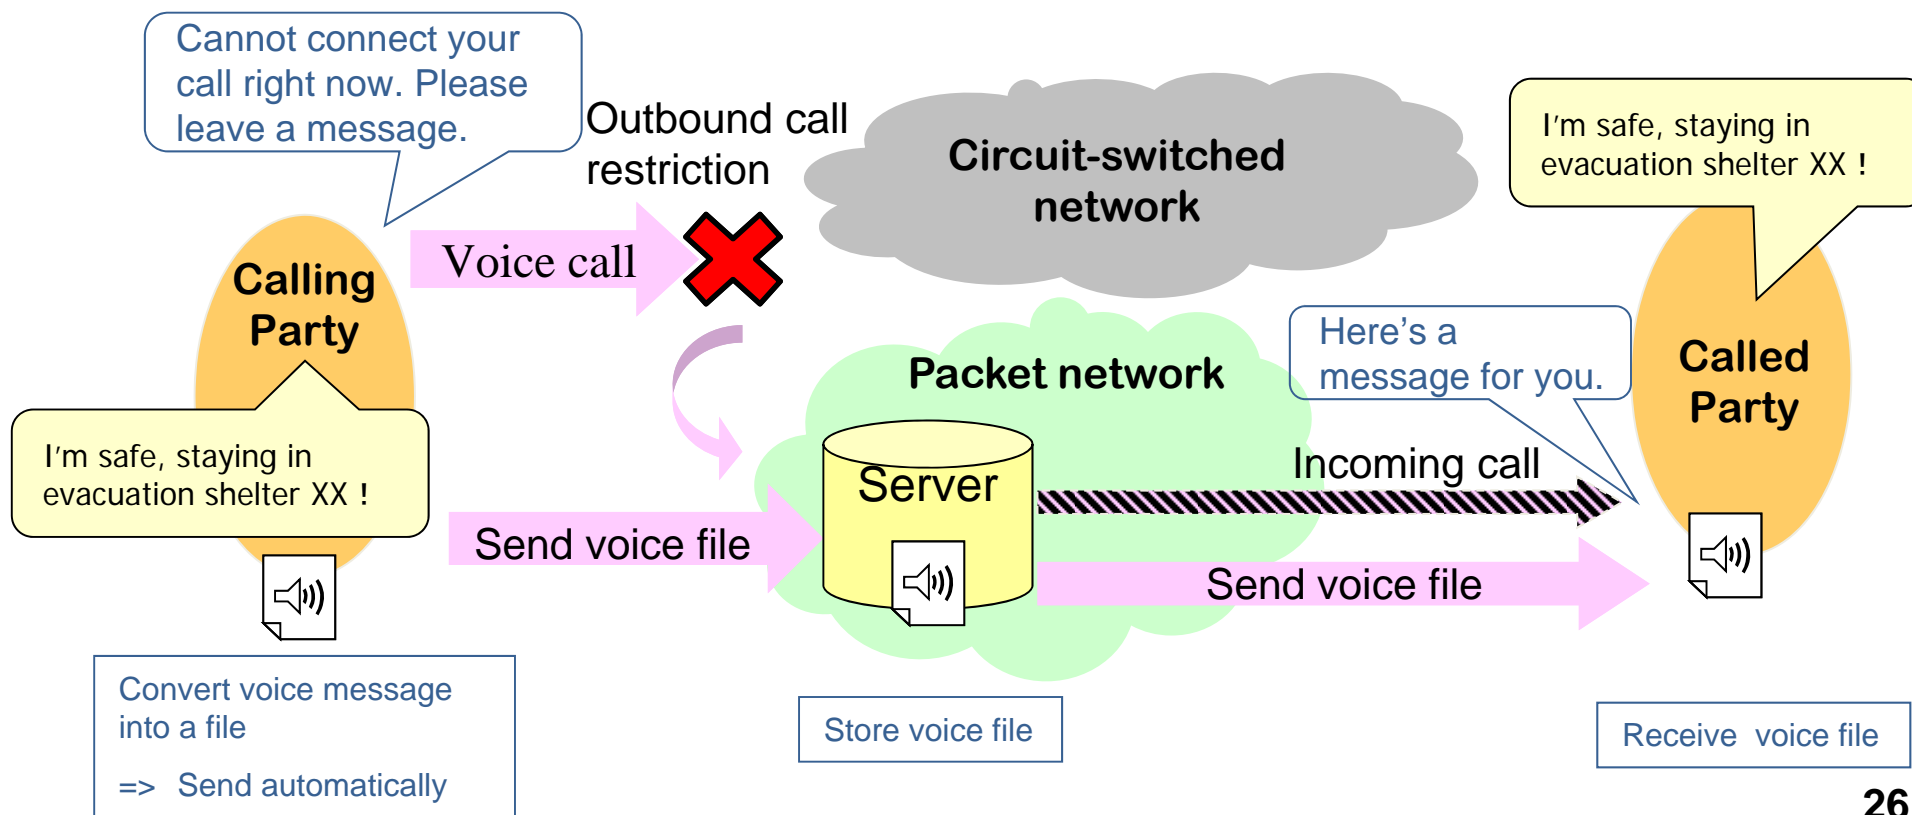 Cannot connect your
call right now. Please
leave a message.
Outbound call
restriction
Circuit-switched
network
I'm safe, staying in
evacuation shelter XX !
Voice call
Calling
Party
Packet network
Here's a
message for you.
Called
Party
I'm safe, staying in
evacuation shelter XX !
Server
Incoming call
Send voice file
Send voice file
Convert voice message
into a file
=> Send automatically
Store voice file
Receive voice file
26